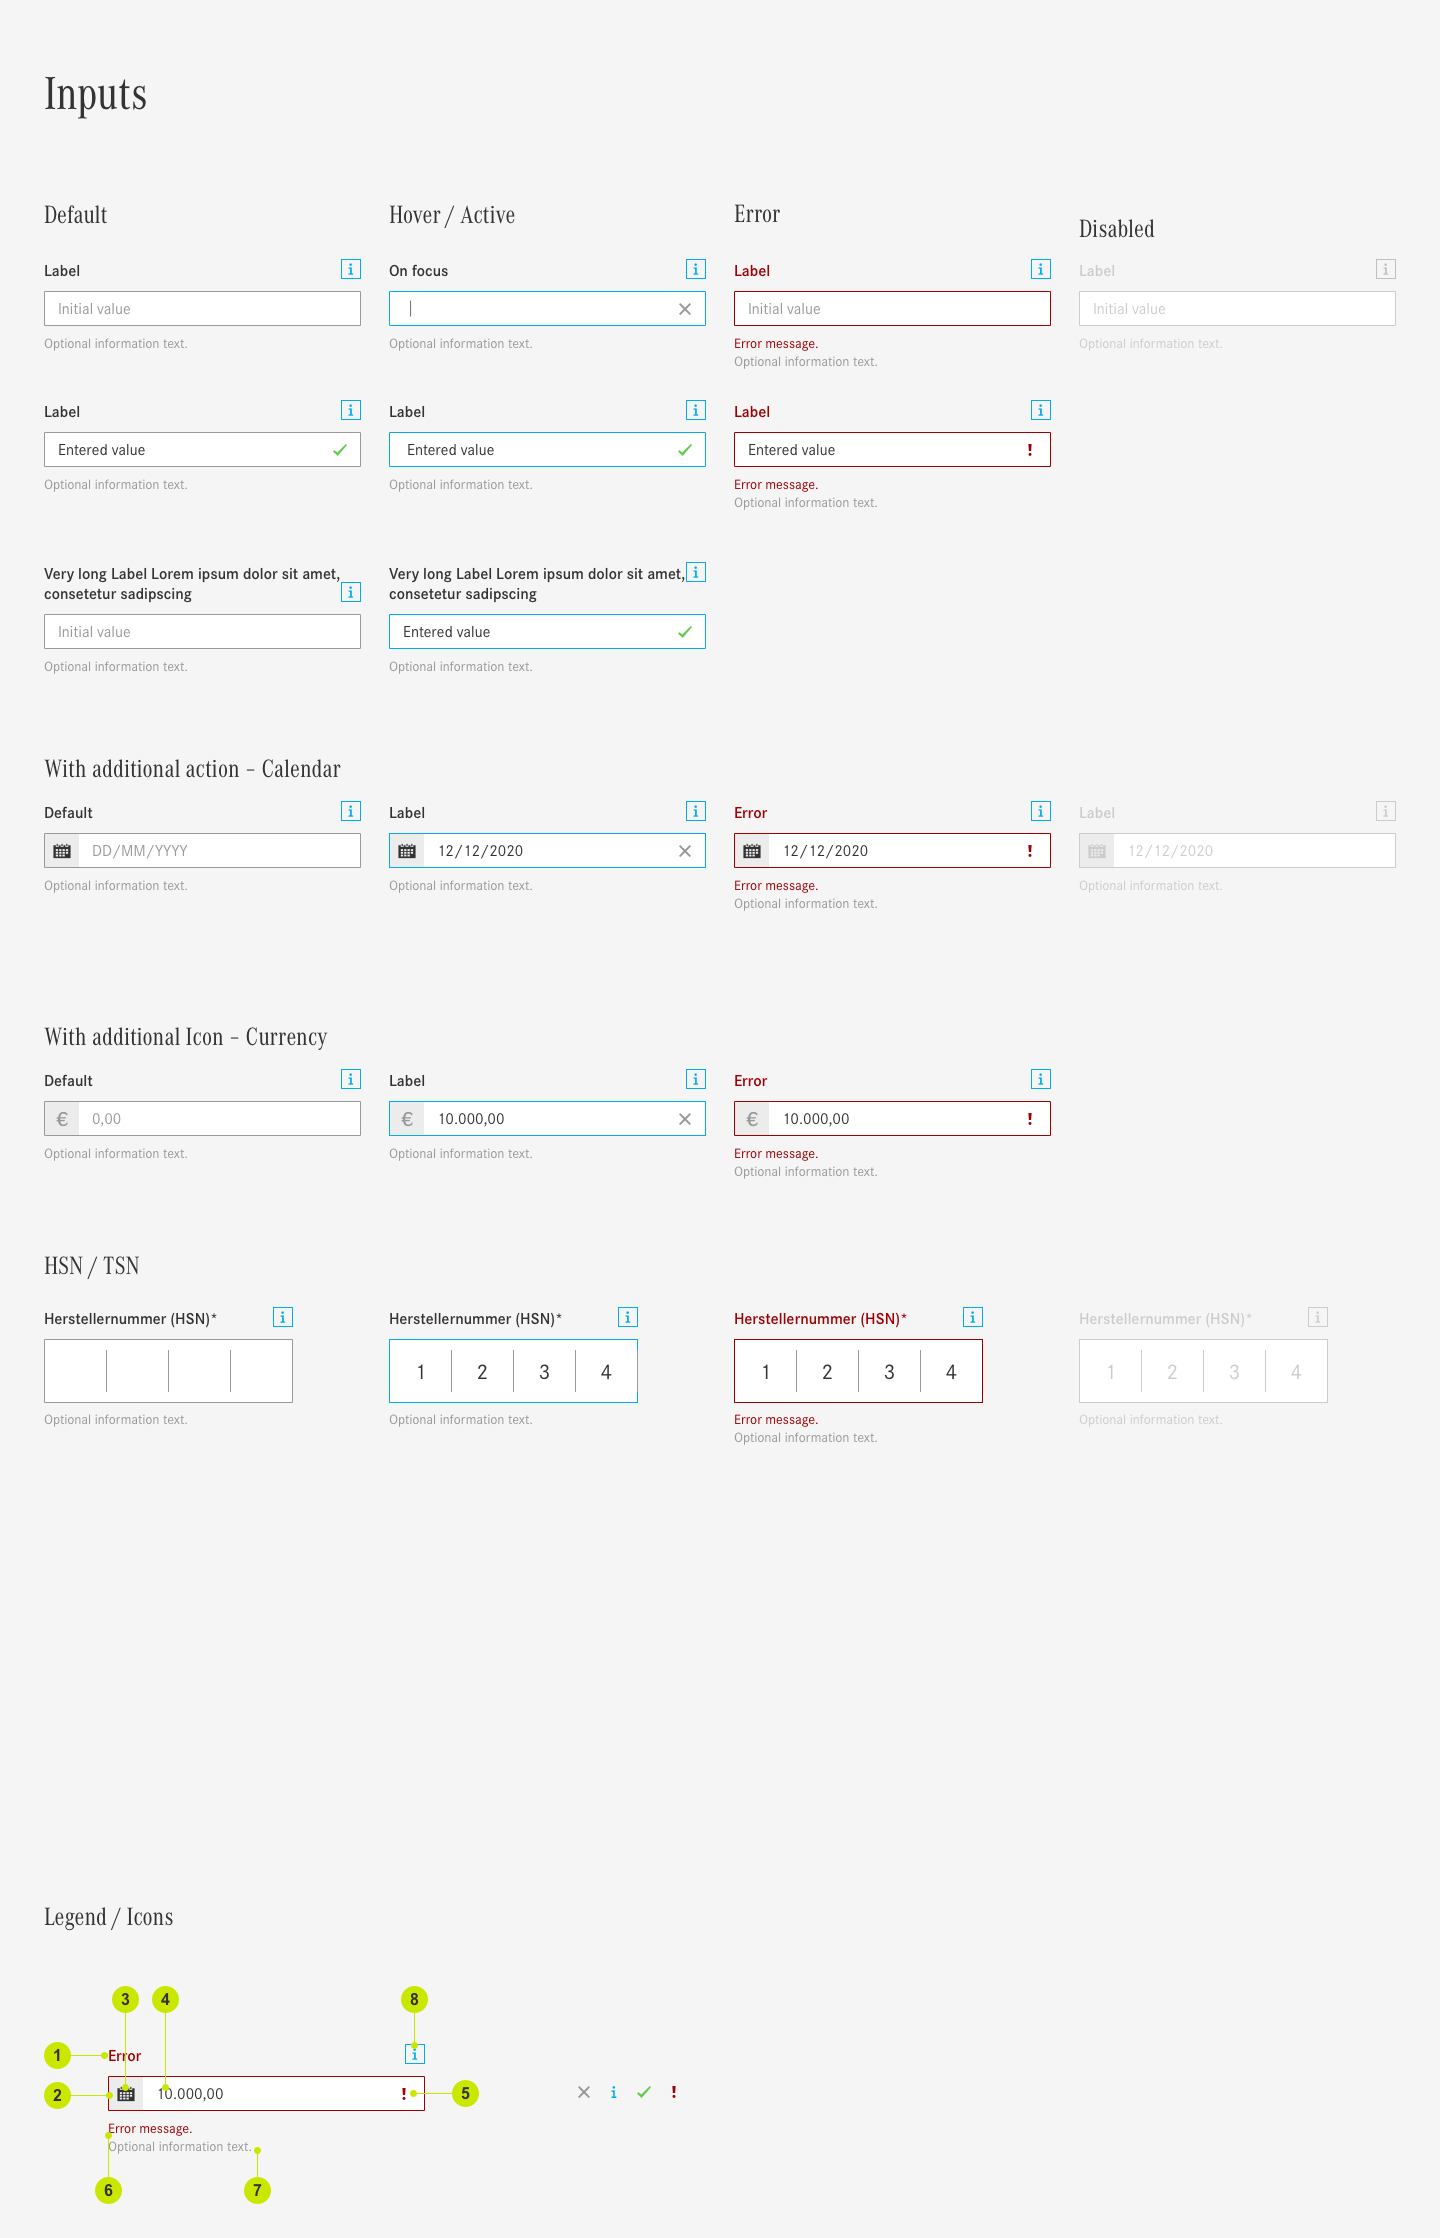 Inputs
Default
Hover / Active
Error
Disabled
Label
On focus
Label
Label
Initial value
Initial value
Initial value
Optional information text.
Optional information text.
Error message.
Optional information text.
Optional information text.
Label
Label
Label
Entered value
Entered value
Entered value
!
Optional information text.
Optional information text.
Error message.
Optional information text.
Very long Label Lorem ipsum dolor sit amet,
consetetur sadipscing
Very long Label Lorem ipsum dolor sit amet,
consetetur sadipscing
Initial value
Entered value
Optional information text.
Optional information text.
With additional action - Calendar
Default
Label
Error
Label
DD/MM/YYYY
12/12/2020
12/12/2020
!
12/12/2020
Optional information text.
Optional information text.
Error message.
Optional information text.
Optional information text.
With additional Icon - Currency
Default
Label
Error
€ 0,00
€ 10.000,00
€ 10.000,00
!
Optional information text.
Optional information text.
Error message.
Optional information text.
HSN / TSN
Herstellernummer (HSN)*
Herstellernummer (HSN)*
Herstellernummer (HSN)*
Herstellernummer (HSN)*
1 2 3 4
1 2 3 4
1 2 3 4
Optional information text.
Optional information text.
Error message.
Optional information text.
Optional information text.
Legend / Icons
3 4 8
1 Error
2 10.000,00 ! 5
i !
Error message.
Optional information text.
6 7